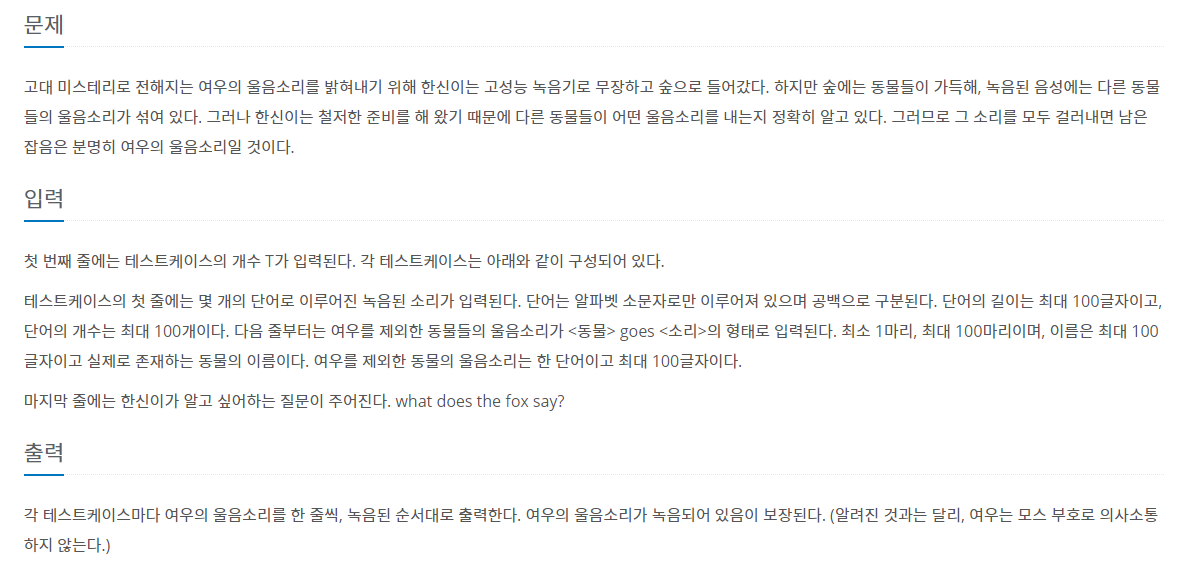 문제
고대 미스테리로 전해지는 여우의 울음소리를 밝혀내기 위해 한신이는 고성능 녹음기로 무장하고 숲으로 들어갔다. 하지만 숲에는 동물들이 가득해, 녹음된 음성에는 다른 동물
들의 울음소리가 섞여 있다. 그러나 한신이는 철저한 준비를 해 왔기 때문에 다른 동물들이 어떤 울음소리를 내는지 정확히 알고 있다. 그러므로 그 소리를 모두 걸러내면 남은
잡음은 분명히 여우의 울음소리일 것이다.
입력
첫 번째 줄에는 테스트케이스의 개수 T가 입력된다. 각 테스트케이스는 아래와 같이 구성되어 있다.
테스트케이스의 첫 줄에는 몇 개의 단어로 이루어진 녹음된 소리가 입력된다. 단어는 알파벳 소문자로만 이루어져 있으며 공백으로 구분된다. 단어의 길이는 최대 100글자이고,
단어의 개수는 최대 100개이다. 다음 줄부터는 여우를 제외한 동물들의 울음소리가 <동물> goes <소리>의 형태로 입력된다. 최소 1마리, 최대 100마리이며, 이름은 최대 100
글자이고 실제로 존재하는 동물의 이름이다. 여우를 제외한 동물의 울음소리는 한 단어이고 최대 100글자이다.
마지막 줄에는 한신이가 알고 싶어하는 질문이 주어진다. what does the fox say?
출력
각 테스트케이스마다 여우의 울음소리를 한 줄씩, 녹음된 순서대로 출력한다. 여우의 울음소리가 녹음되어 있음이 보장된다. (알려진 것과는 달리, 여우는 모스 부호로 의사소통
하지 않는다.)